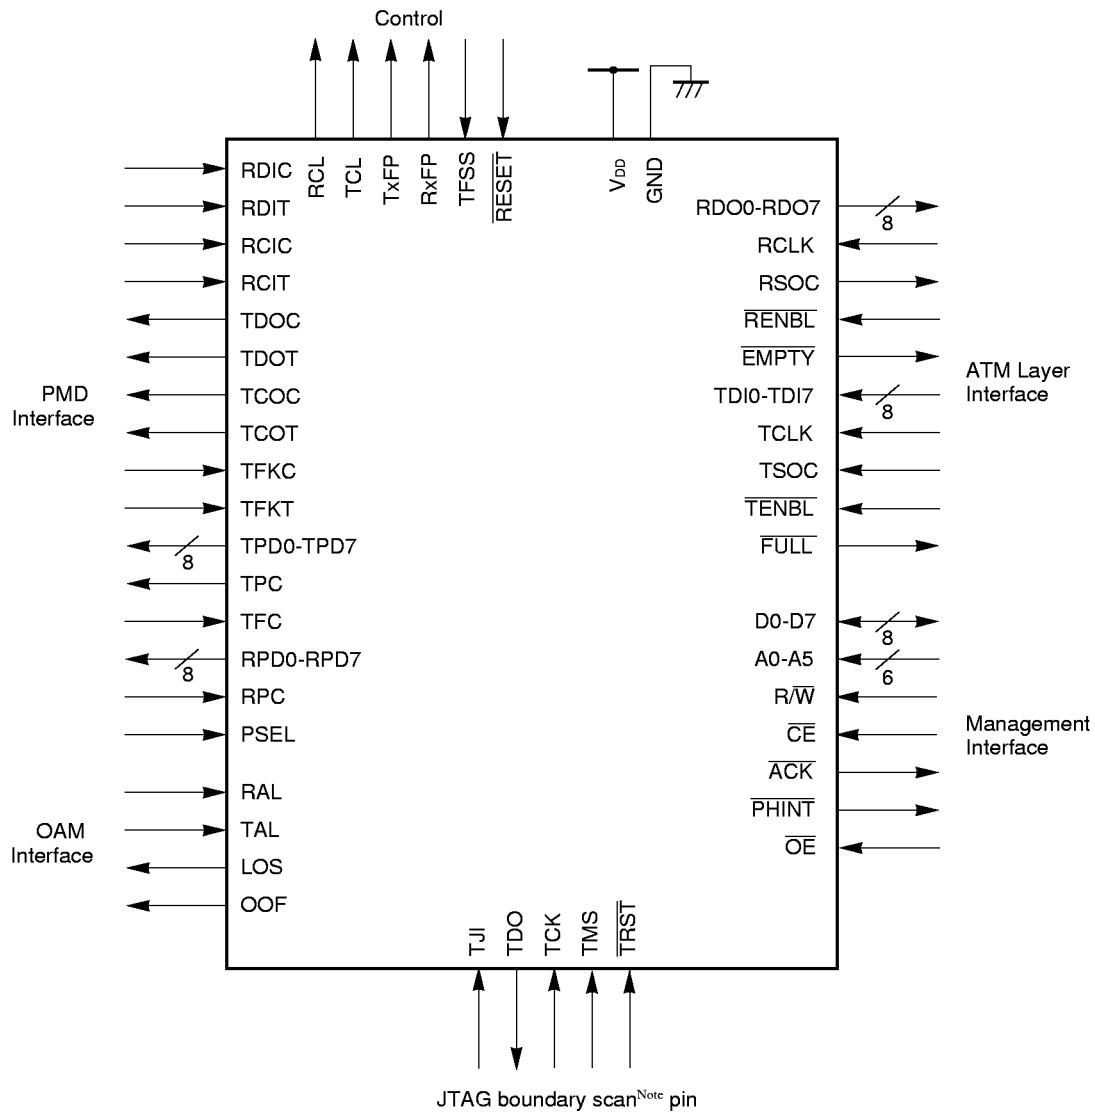 Control
RCL
TCL
TxFP
RxFP
TFSS
RESET
VDD
GND
RDIC
RDIT
RCIC
RCIT
TDOC
TDOT
TCOC
TCOT
TFKC
TFKT
TPD0-TPD7
8
TPC
TFC
RPD0-RPD7
8
RPC
PSEL
PMD
Interface
RAL
TAL
LOS
OOF
OAM
Interface
RDO0-RDO7
8
RCLK
RSOC
RENBL
EMPTY
TDI0-TDI7
8
TCLK
TSOC
TENBL
FULL
ATM Layer
Interface
D0-D7
8
A0-A5
6
R/W
CE
ACK
PHINT
OE
Management
Interface
TJI
TDO
TCK
TMS
TRST
JTAG boundary scanNote pin